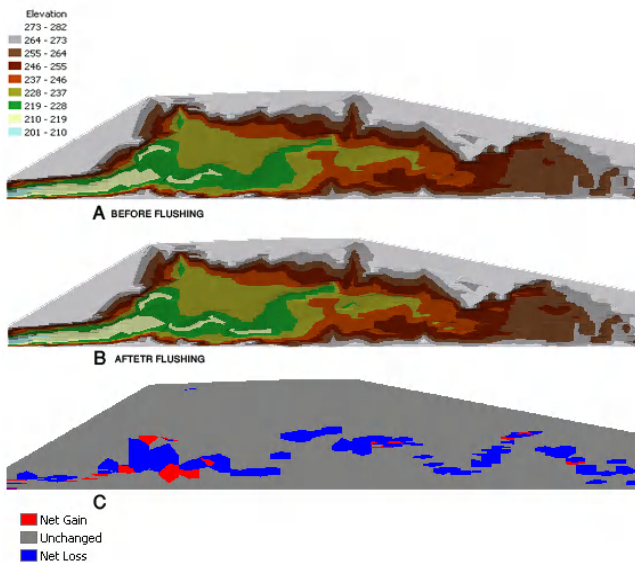 Elevation
273 - 282
264 - 273
255 - 264
246 - 255
237 - 246
228 - 237
219 - 228
210 - 219
201 - 210
A BEFORE FLUSHING
B AFTETR FLUSHING
C
Net Gain
Unchanged
Net Loss